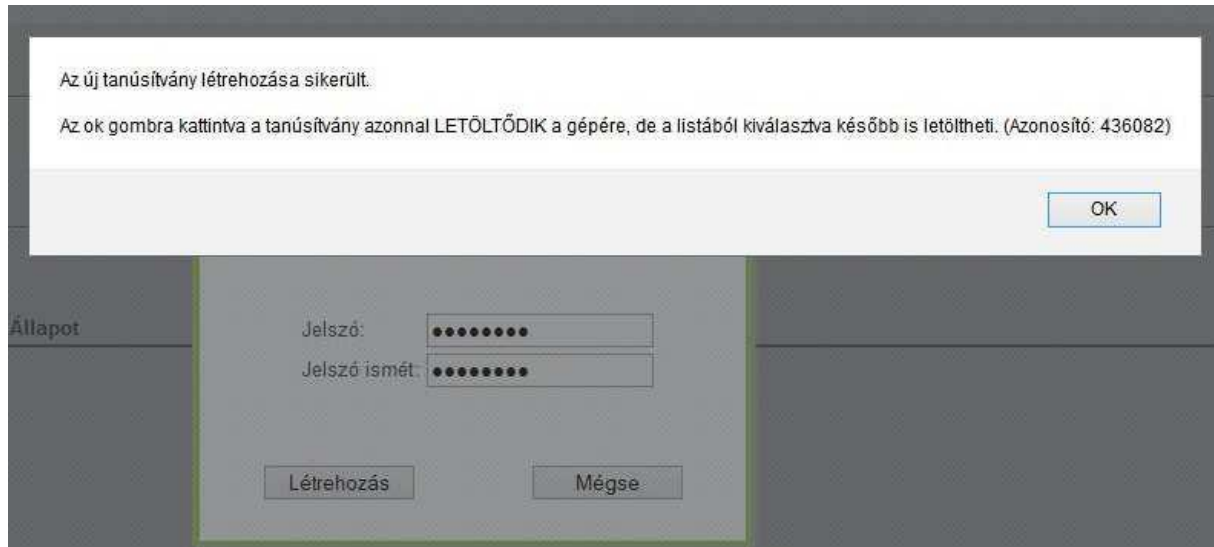 Az új tanúsítvány létrehozása sikerült.
Az ok gombra kattintva a tanúsítvány azonnal LETÖLTŐDIK a gépére, de a listából kiválasztva később is letöltheti. (Azonosító: 436082)
OK
Állapot
Jelszó: ●●●●●●●●
Jelszó ismét: ●●●●●●●●
Létrehozás Mégse